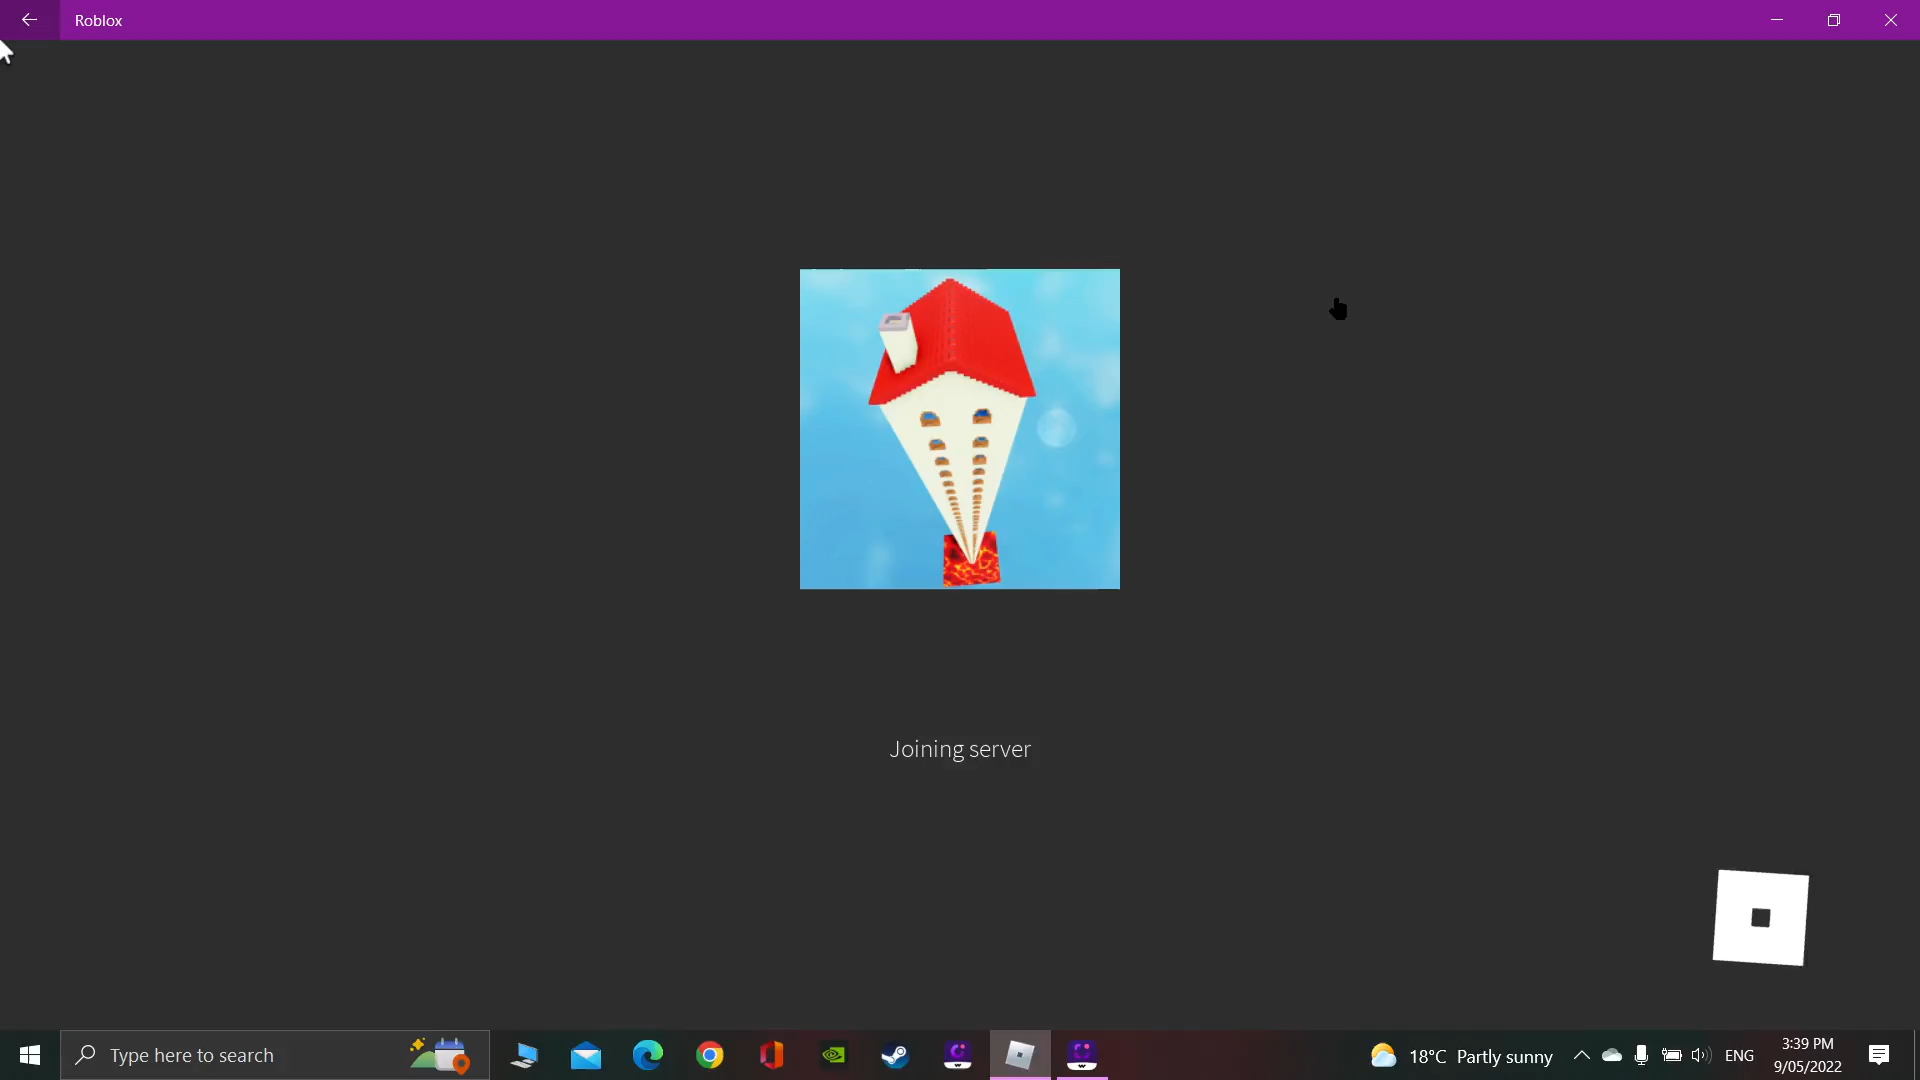 Roblox
Joining server
Type here to search
18°C Partly sunny
ENG
3:39 PM
9/05/2022